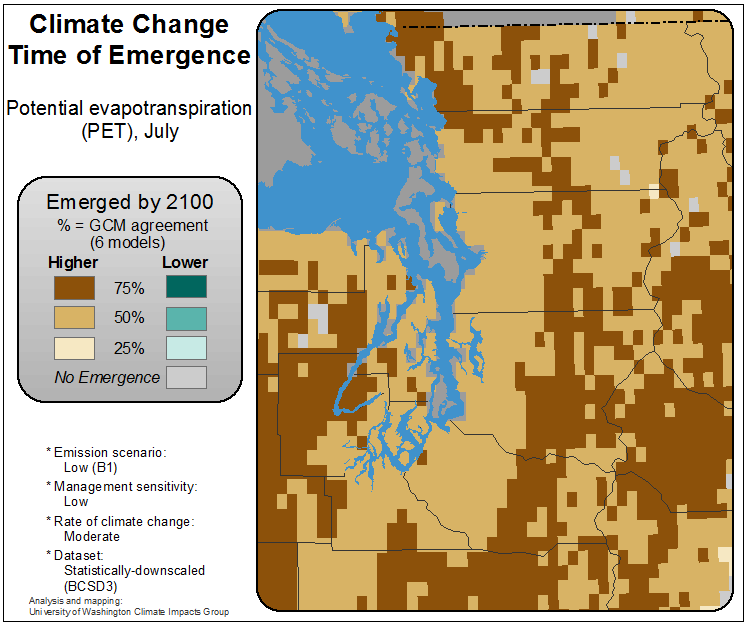 Climate Change
Time of Emergence
Potential evapotranspiration
(PET), July
Emerged by 2100
% = GCM agreement
(6 models)
Higher Lower
75%
50%
25%
No Emergence
* Emission scenario:
Low (B1)
* Management sensitivity:
Low
* Rate of climate change:
Moderate
* Dataset:
Statistically-downscaled
(BCSD3)
Analysis and mapping:
University of Washington Climate Impacts Group